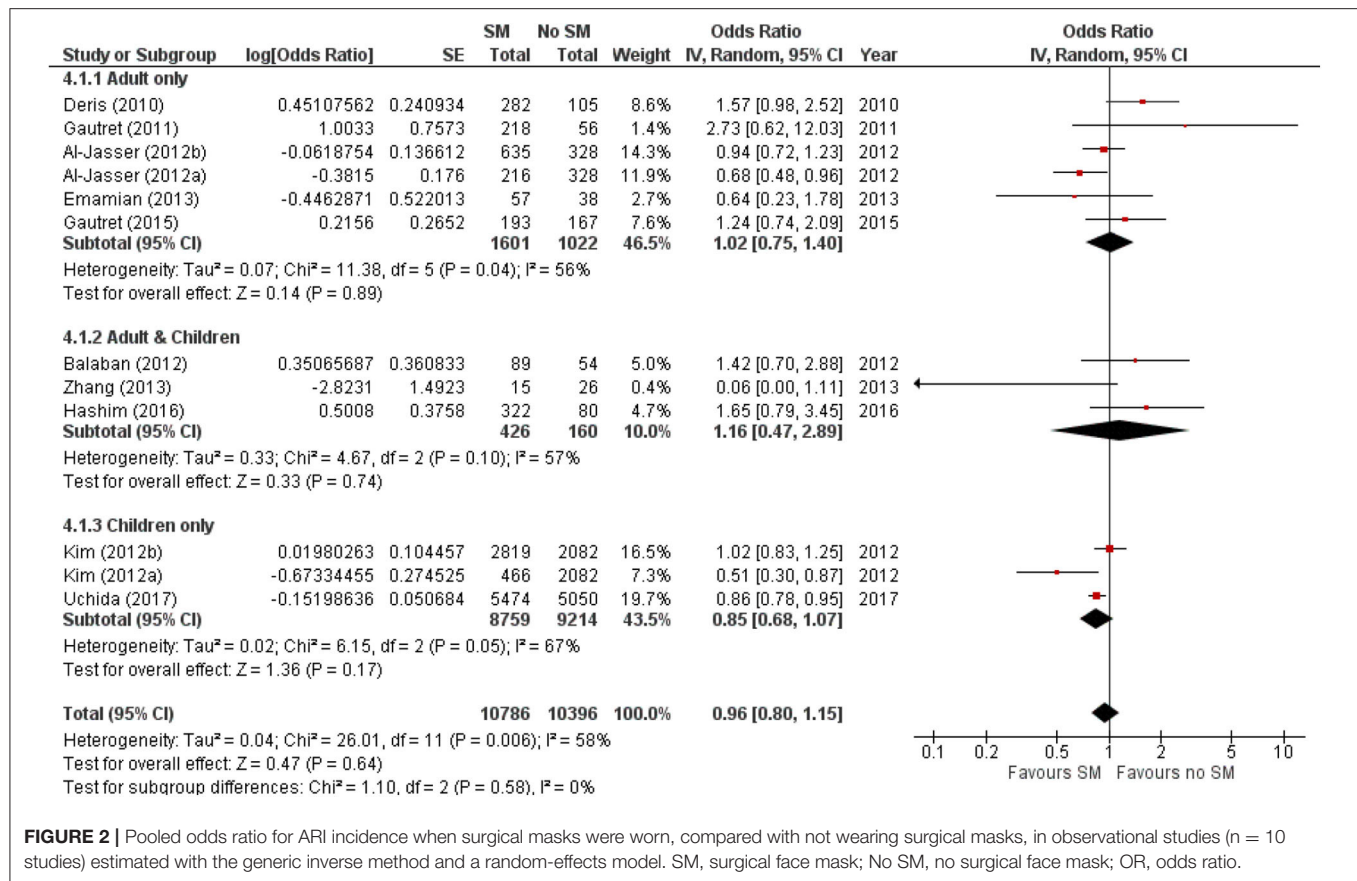 SM No SM Odds Ratio Odds Ratio
Study or Subgroup log[Odds Ratio] SE Total Total Weight IV, Random, 95% CI Year IV, Random, 95% CI
4.1.1 Adult only
Deris (2010) 0.45107562 0.240934 282 105 8.6% 1.57 [0.98, 2.52] 2010
Gautret (2011) 1.0033 0.7573 218 56 1.4% 2.73 [0.62, 12.03] 2011
Al-Jasser (2012b) -0.0618754 0.136612 635 328 14.3% 0.94 [0.72, 1.23] 2012
Al-Jasser (2012a) -0.3815 0.176 216 328 11.9% 0.68 [0.48, 0.96] 2012
Emamian (2013) -0.4462871 0.522013 57 38 2.7% 0.64 [0.23, 1.78] 2013
Gautret (2015) 0.2156 0.2652 193 167 7.6% 1.24 [0.74, 2.09] 2015
Subtotal (95% CI) 1601 1022 46.5% 1.02 [0.75, 1.40]
Heterogeneity: Tau² = 0.07; Chi² = 11.38, df = 5 (P = 0.04); I² = 56%
Test for overall effect: Z = 0.14 (P = 0.89)
4.1.2 Adult & Children
Balaban (2012) 0.35065687 0.360833 89 54 5.0% 1.42 [0.70, 2.88] 2012
Zhang (2013) -2.8231 1.4923 15 26 0.4% 0.06 [0.00, 1.11] 2013
Hashim (2016) 0.5008 0.3758 322 80 4.7% 1.65 [0.79, 3.45] 2016
Subtotal (95% CI) 426 160 10.0% 1.16 [0.47, 2.89]
Heterogeneity: Tau² = 0.33; Chi² = 4.67, df = 2 (P = 0.10); I² = 57%
Test for overall effect: Z = 0.33 (P = 0.74)
4.1.3 Children only
Kim (2012b) 0.01980263 0.104457 2819 2082 16.5% 1.02 [0.83, 1.25] 2012
Kim (2012a) -0.67334455 0.274525 466 2082 7.3% 0.51 [0.30, 0.87] 2012
Uchida (2017) -0.15198636 0.050684 5474 5050 19.7% 0.86 [0.78, 0.95] 2017
Subtotal (95% CI) 8759 9214 43.5% 0.85 [0.68, 1.07]
Heterogeneity: Tau² = 0.02; Chi² = 6.15, df = 2 (P = 0.05); I² = 67%
Test for overall effect: Z = 1.36 (P = 0.17)
Total (95% CI) 10786 10396 100.0% 0.96 [0.80, 1.15]
Heterogeneity: Tau² = 0.04; Chi² = 26.01, df = 11 (P = 0.006); I² = 58%
Test for overall effect: Z = 0.47 (P = 0.64)
Test for subgroup differences: Chi² = 1.10, df = 2 (P = 0.58), I² = 0%
0.1 0.2 0.5 1 2 5 10
Favours SM Favours no SM
FIGURE 2 | Pooled odds ratio for ARI incidence when surgical masks were worn, compared with not wearing surgical masks, in observational studies (n = 10
studies) estimated with the generic inverse method and a random-effects model. SM, surgical face mask; No SM, no surgical face mask; OR, odds ratio.